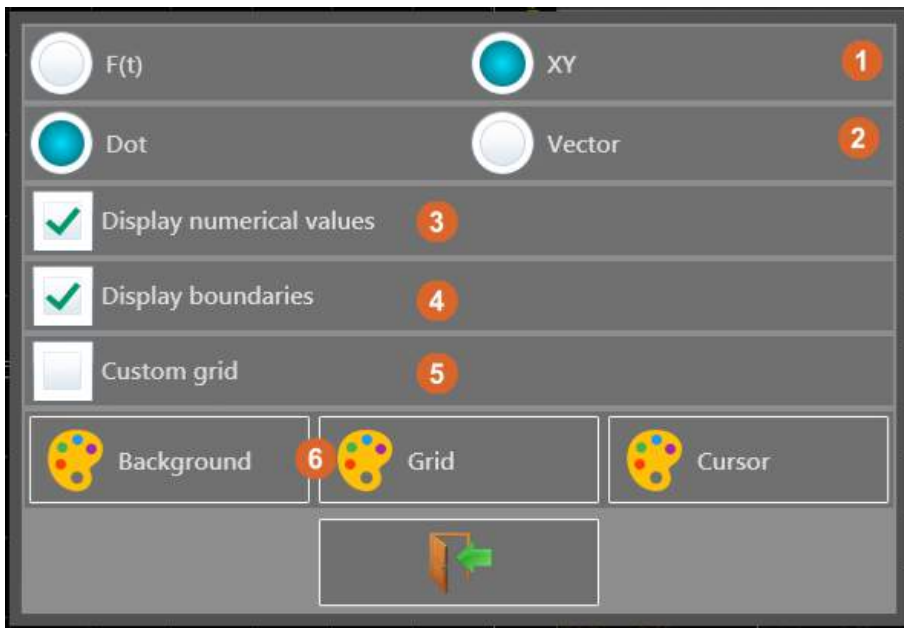 F(t) XY 1
Dot Vector 2
Display numerical values 3
Display boundaries 4
Custom grid 5
Background 6 Grid Cursor